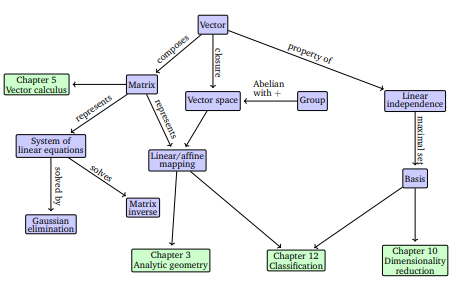 Vector
composes
closure
property of
Chapter 5
Vector calculus
Matrix
Abelian
with +
Vector space
Group
Linear
independence
represents
represents
maximal set
System of
linear equations
Linear/affine
mapping
solved by
solves
Basis
Matrix
inverse
Gaussian
elimination
Chapter 3
Analytic geometry
Chapter 12
Classification
Chapter 10
Dimensionality
reduction